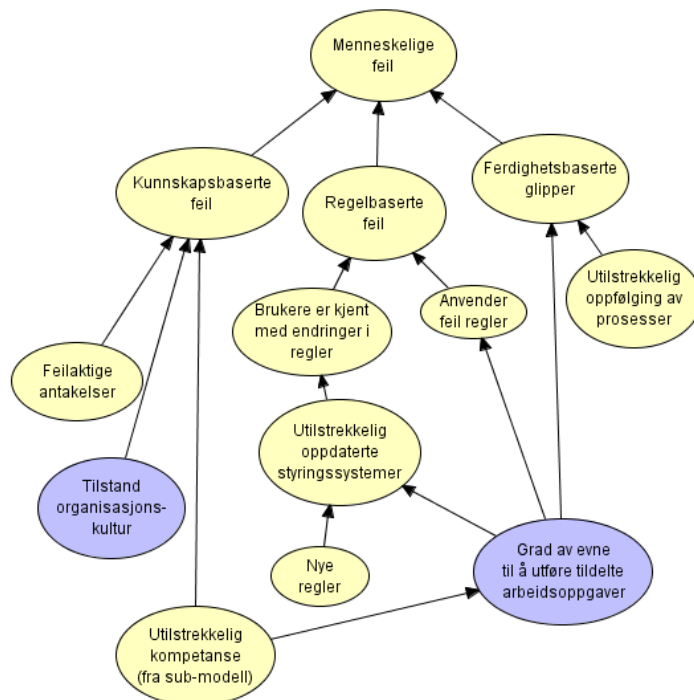 Menneskelige
feil
Kunnskapsbaserte
feil
Regelbaserte
feil
Ferdighetsbaserte
glipper
Utilstrekkelig
oppfølging av
prosesser
Brukere er kjent
med endringer i
regler
Anvender
feil regler
Feilaktige
antakelser
Utilstrekkelig
oppdaterte
styringssystemer
Tilstand
organisasjons-
kultur
Nye
regler
Grad av evne
til å utføre tildelte
arbeidsoppgaver
Utilstrekkelig
kompetanse
(fra sub-modell)